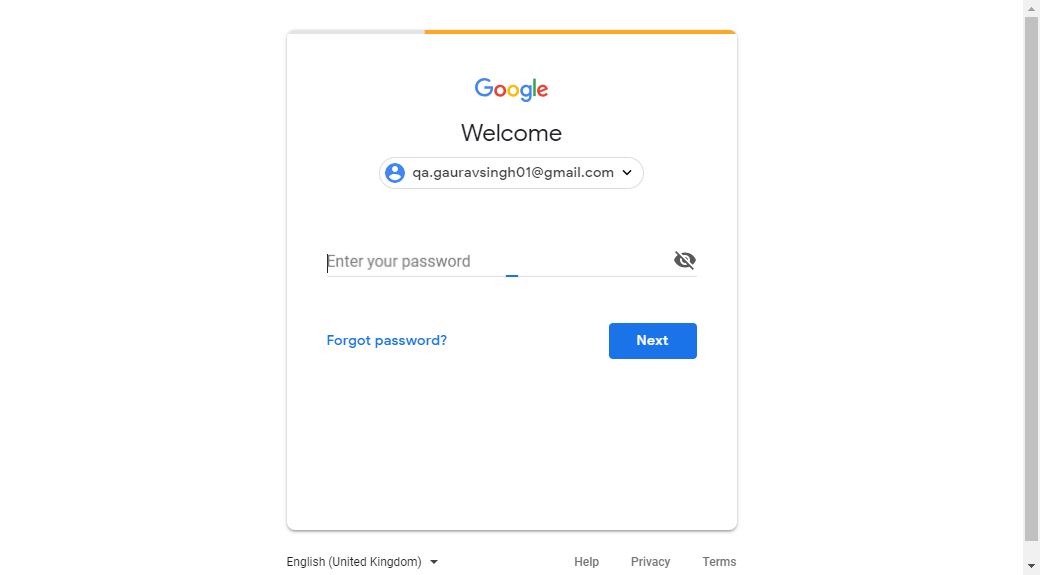 Google
Welcome
qa.gauravsingh01@gmail.com
Enter your password
Forgot password?
Next
English (United Kingdom)
Help
Privacy
Terms